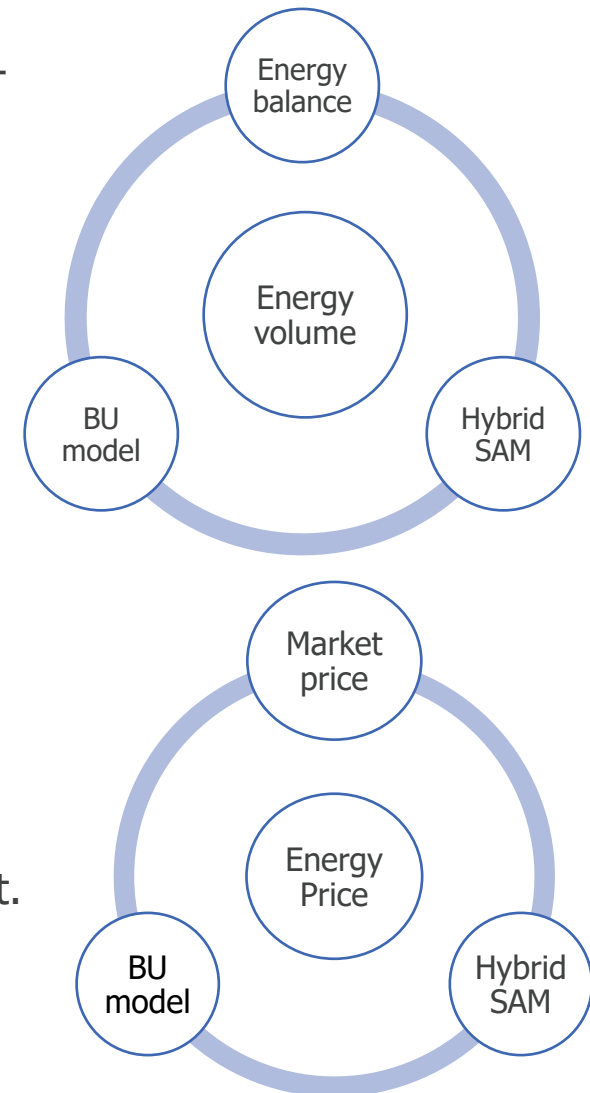 -
Energy
balance
Energy
volume
BU
model
Hybrid
SAM
Market
price
Energy
Price
t.
BU
model
Hybrid
SAM